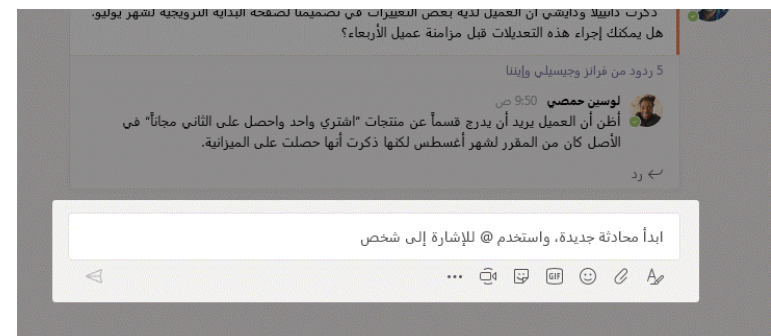 ذكرت دانييلا ودايشي أن العميل لديه بعض التغييرات في تصميمنا لصفحة البداية الترويجية لشهر يوليو.
هل يمكنك إجراء هذه التعديلات قبل مزامنة عميل الأربعاء؟
5 ردود من فرانز وجيسيلي وإيننا
لوسين حمصي 9:50 ص
أظن أن العميل يريد أن يدرج قسماً عن منتجات "اشتري واحد واحصل على الثاني مجاناً" في
الأصل كان من المقرر لشهر أغسطس لكنها ذكرت أنها حصلت على الميزانية.
رد
ابدأ محادثة جديدة، واستخدم @ للإشارة إلى شخص
GIF